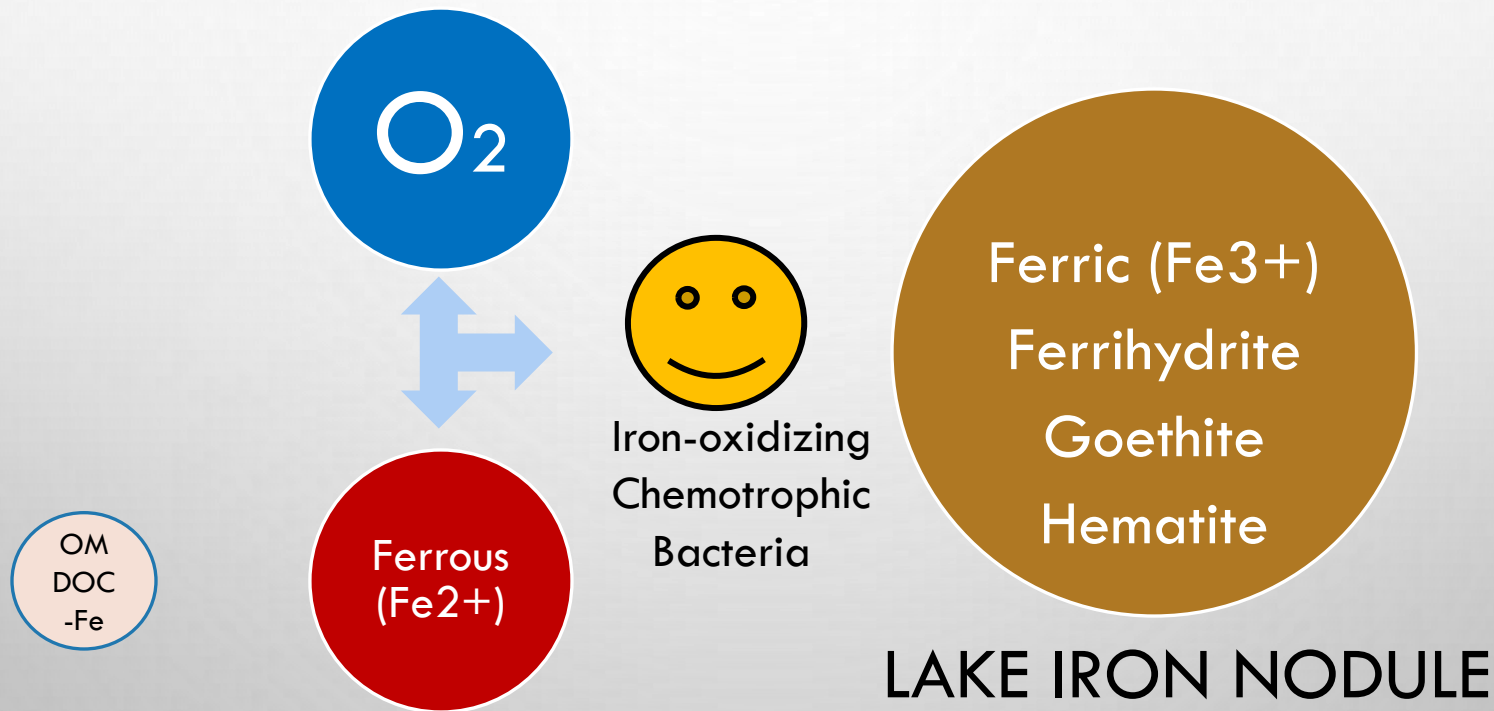 O2
Ferric (Fe3+)
Ferrihydrite
Goethite
Hematite
Iron-oxidizing
Chemotrophic
Bacteria
Ferrous
(Fe2+)
OM
DOC
-Fe
LAKE IRON NODULE